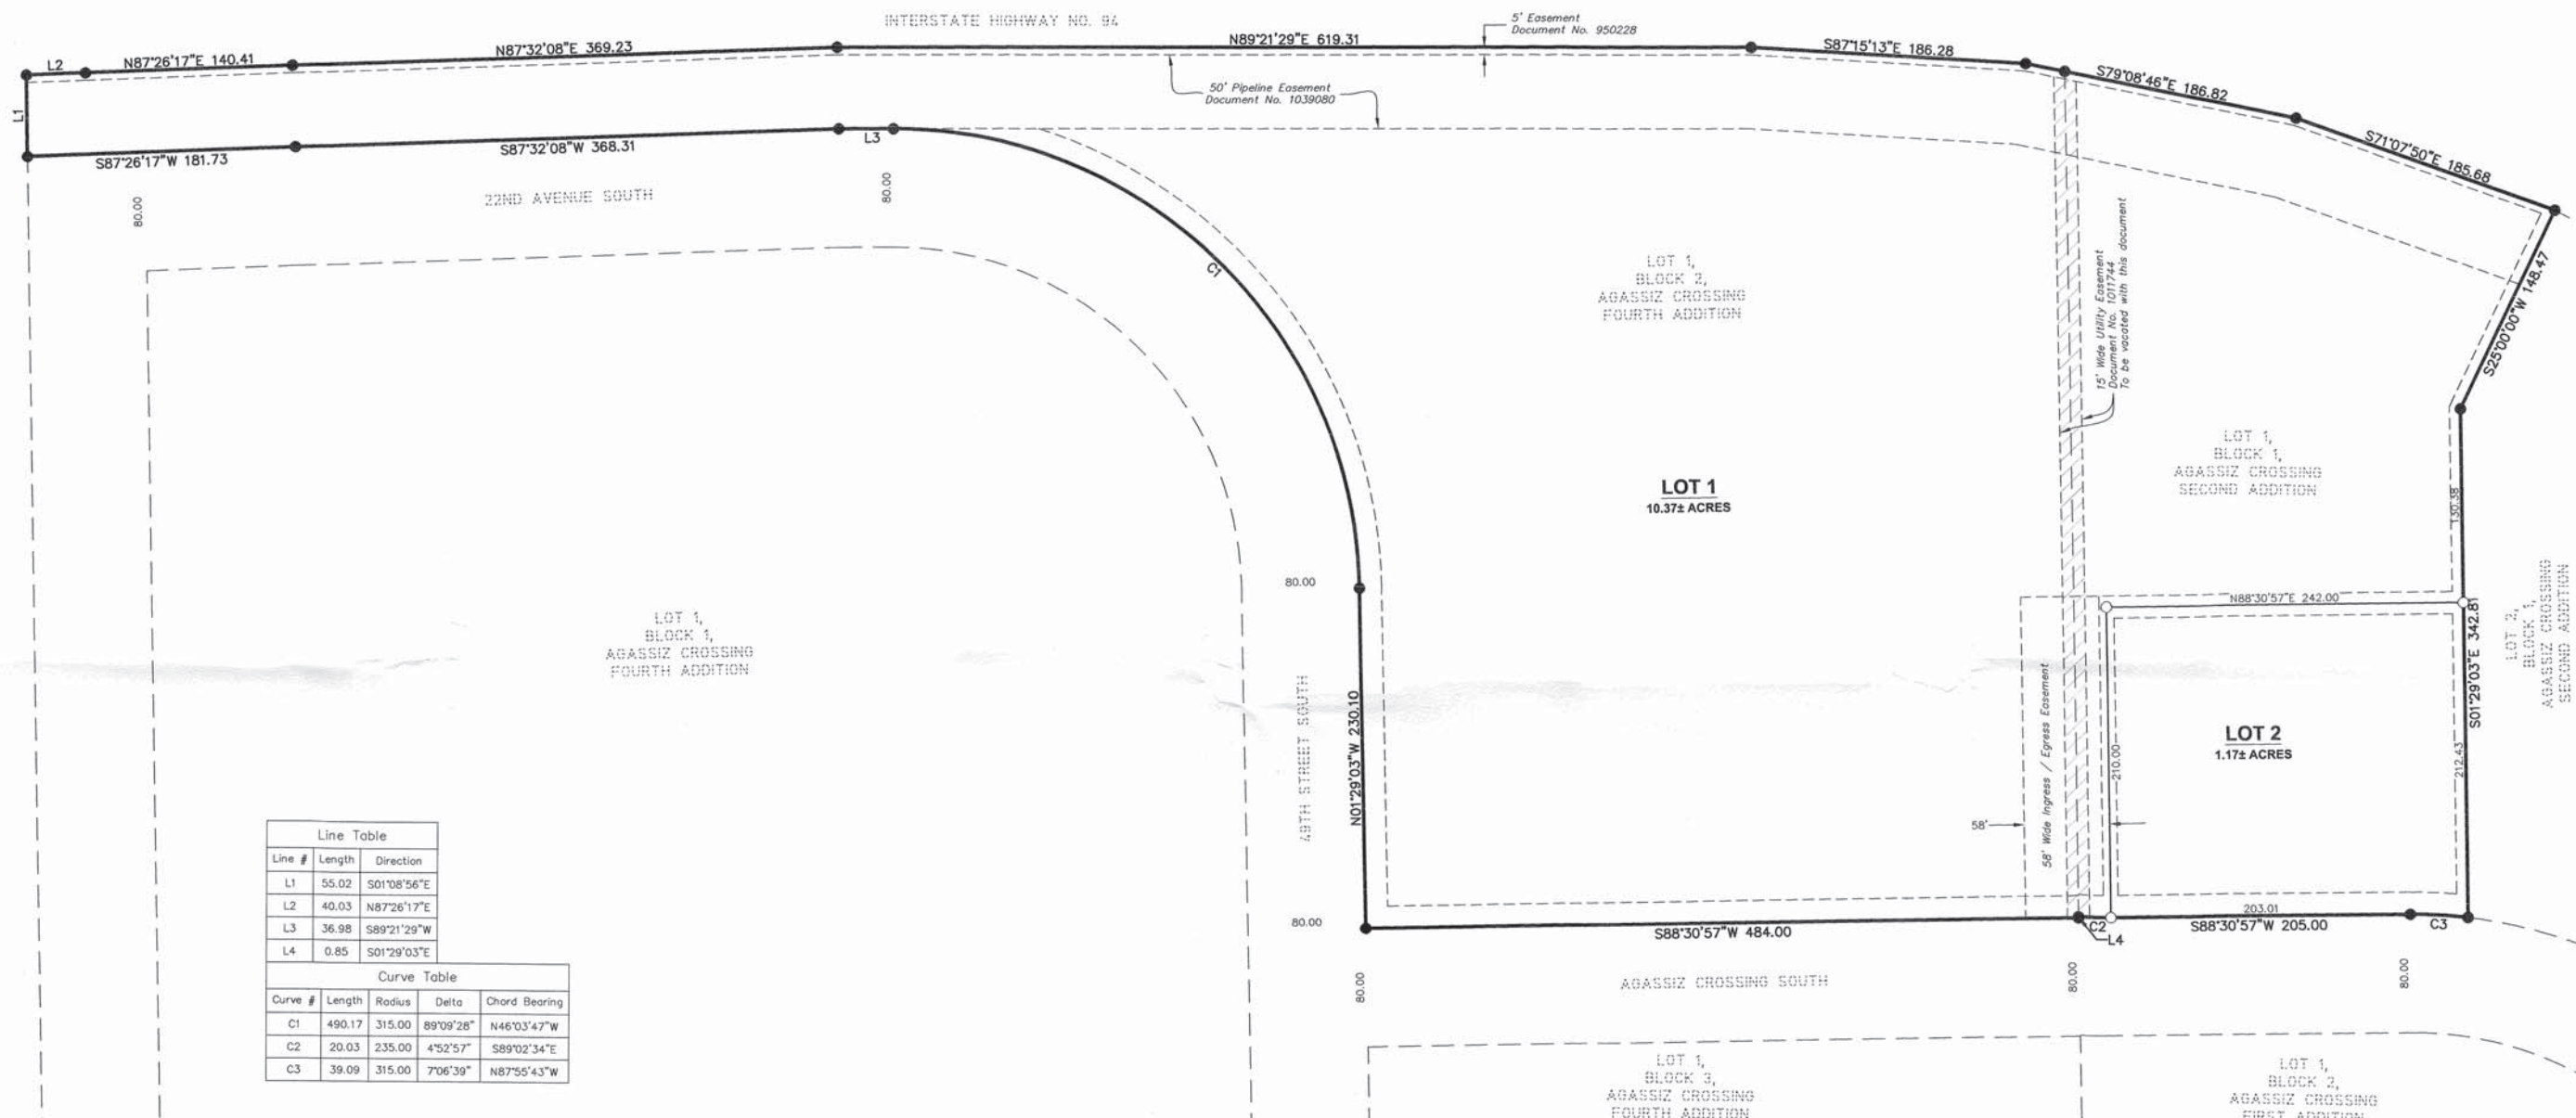 INTERSTATE HIGHWAY NO. 94
5' Easement
Document No. 950228
L2
N87°26'17"E 140.41
N87°32'08"E 369.23
N89°21'29"E 619.31
S87°15'13"E 186.28
S79°08'46"E 186.82
S71°07'50"E 185.68
L1
50' Pipeline Easement
Document No. 1039080
S87°26'17"W 181.73
S87°32'08"W 368.31
L3
80.00
22ND AVENUE SOUTH
80.00
C1
LOT 1,
BLOCK 2,
AGASSIZ CROSSING
FOURTH ADDITION
15' Wide Utility Easement
Document No. 1011744
To be vacated with this document
S25°00'00"W 148.47
LOT 1,
BLOCK 1,
AGASSIZ CROSSING
SECOND ADDITION
LOT 1
10.37± ACRES
130.38
80.00
N88°30'57"E 242.00
LOT 1,
BLOCK 1,
AGASSIZ CROSSING
FOURTH ADDITION
49TH STREET SOUTH
N01°29'03"W 230.10
58' Wide Ingress / Egress Easement
58'
210.00
LOT 2
1.17± ACRES
212.43
S01°29'03"E 342.81
LOT 2,
BLOCK 1,
AGASSIZ CROSSING
SECOND ADDITION
80.00
S88°30'57"W 484.00
C2
L4
203.01
S88°30'57"W 205.00
C3
80.00
AGASSIZ CROSSING SOUTH
80.00
80.00
Line Table
Line # Length Direction
L1 55.02 S01°08'56"E
L2 40.03 N87°26'17"E
L3 36.98 S89°21'29"W
L4 0.85 S01°29'03"E
Curve Table
Curve # Length Radius Delta Chord Bearing
C1 490.17 315.00 89°09'28" N46°03'47"W
C2 20.03 235.00 4°52'57" S89°02'34"E
C3 39.09 315.00 7°06'39" N87°55'43"W
LOT 1,
BLOCK 3,
AGASSIZ CROSSING
FOURTH ADDITION
LOT 1,
BLOCK 2,
AGASSIZ CROSSING
FIRST ADDITION